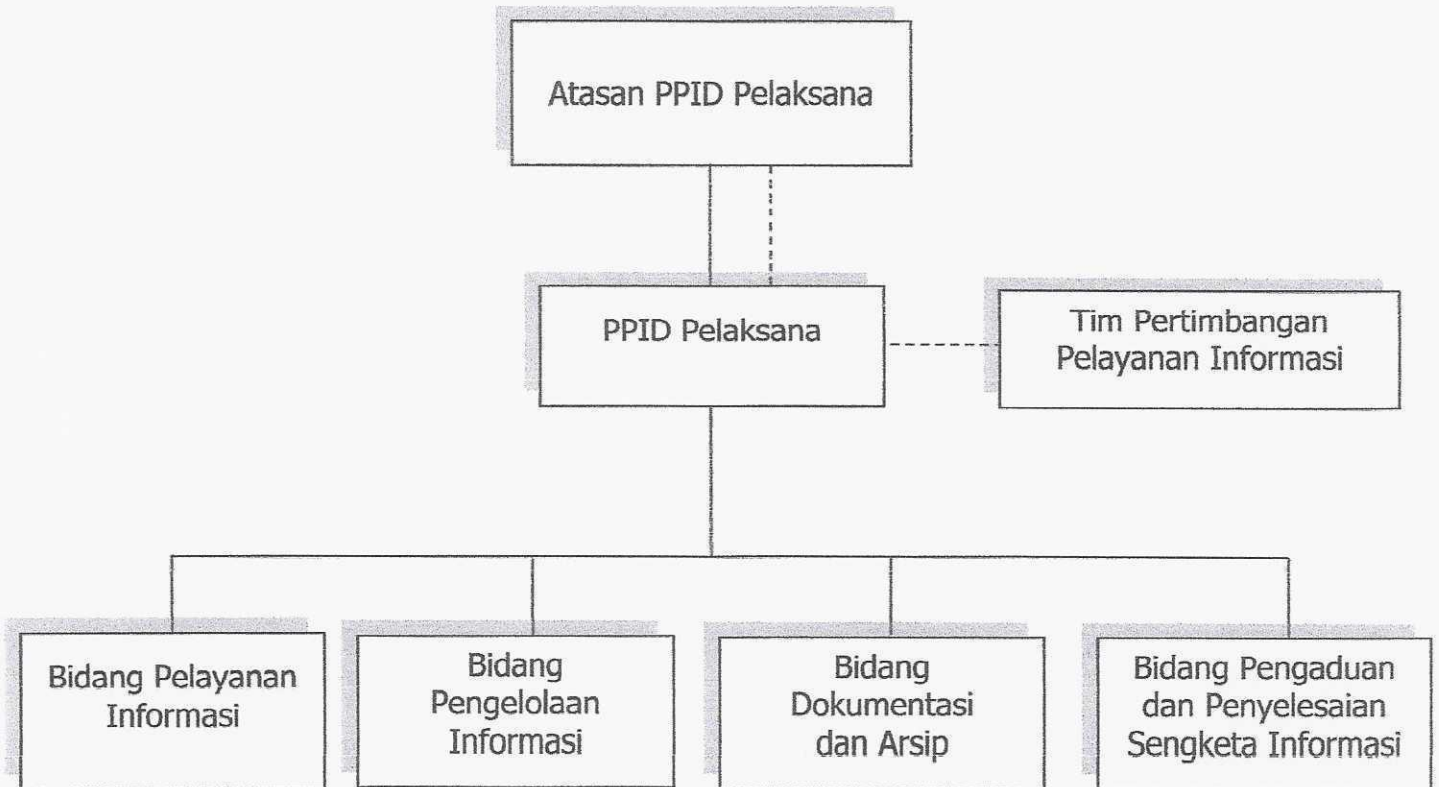 Atasan PPID Pelaksana
PPID Pelaksana
Tim Pertimbangan
Pelayanan Informasi
Bidang Pelayanan
Informasi
Bidang
Pengelolaan
Informasi
Bidang
Dokumentasi
dan Arsip
Bidang Pengaduan
dan Penyelesaian
Sengketa Informasi